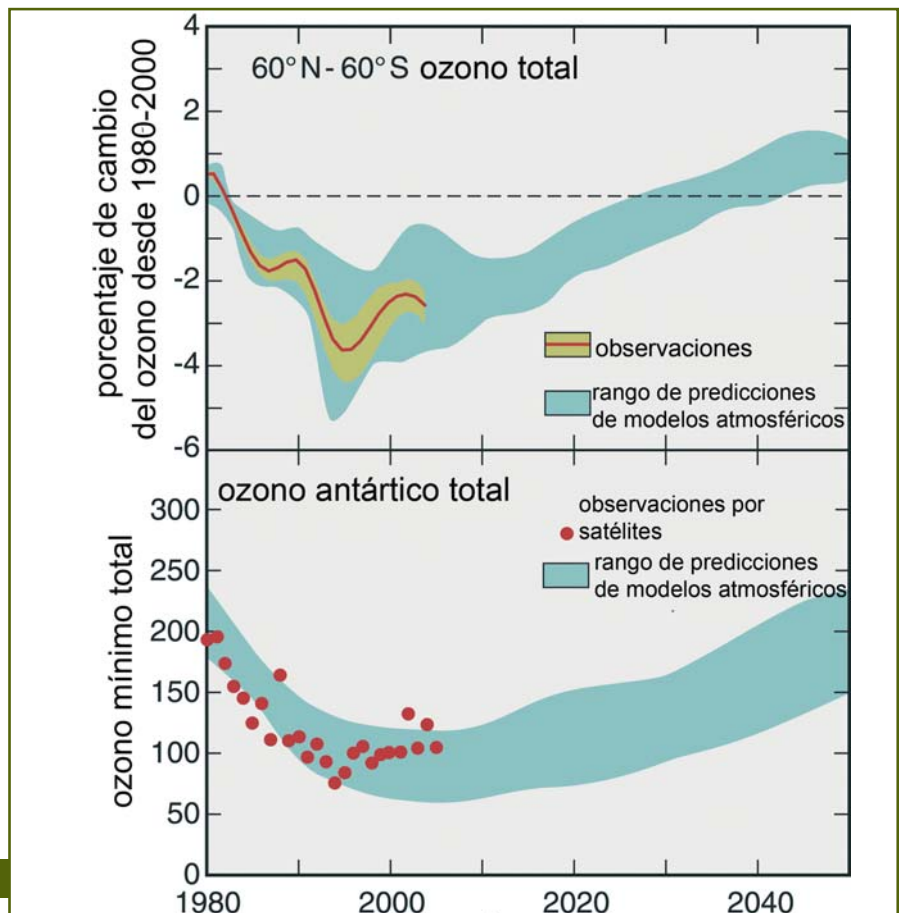 4
2
0
-2
-4
-6
porcentaje de cambio
del ozono desde 1980-2000
60°N - 60°S ozono total
observaciones
rango de predicciones
de modelos atmosféricos
ozono antártico total
observaciones por
satélites
rango de predicciones
de modelos atmosféricos
ozono mínimo total
300
250
200
150
100
50
0
1980
2000
2020
2040